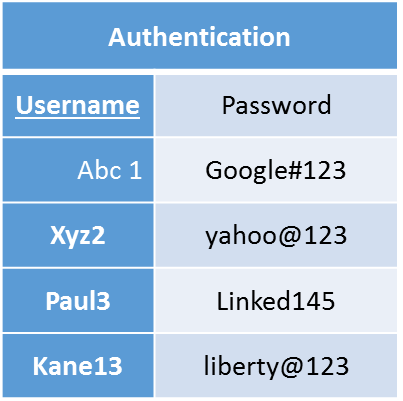 Authentication
Username Password
Abc 1 Google#123
Xyz2 yahoo@123
Paul3 Linked145
Kane13 liberty@123